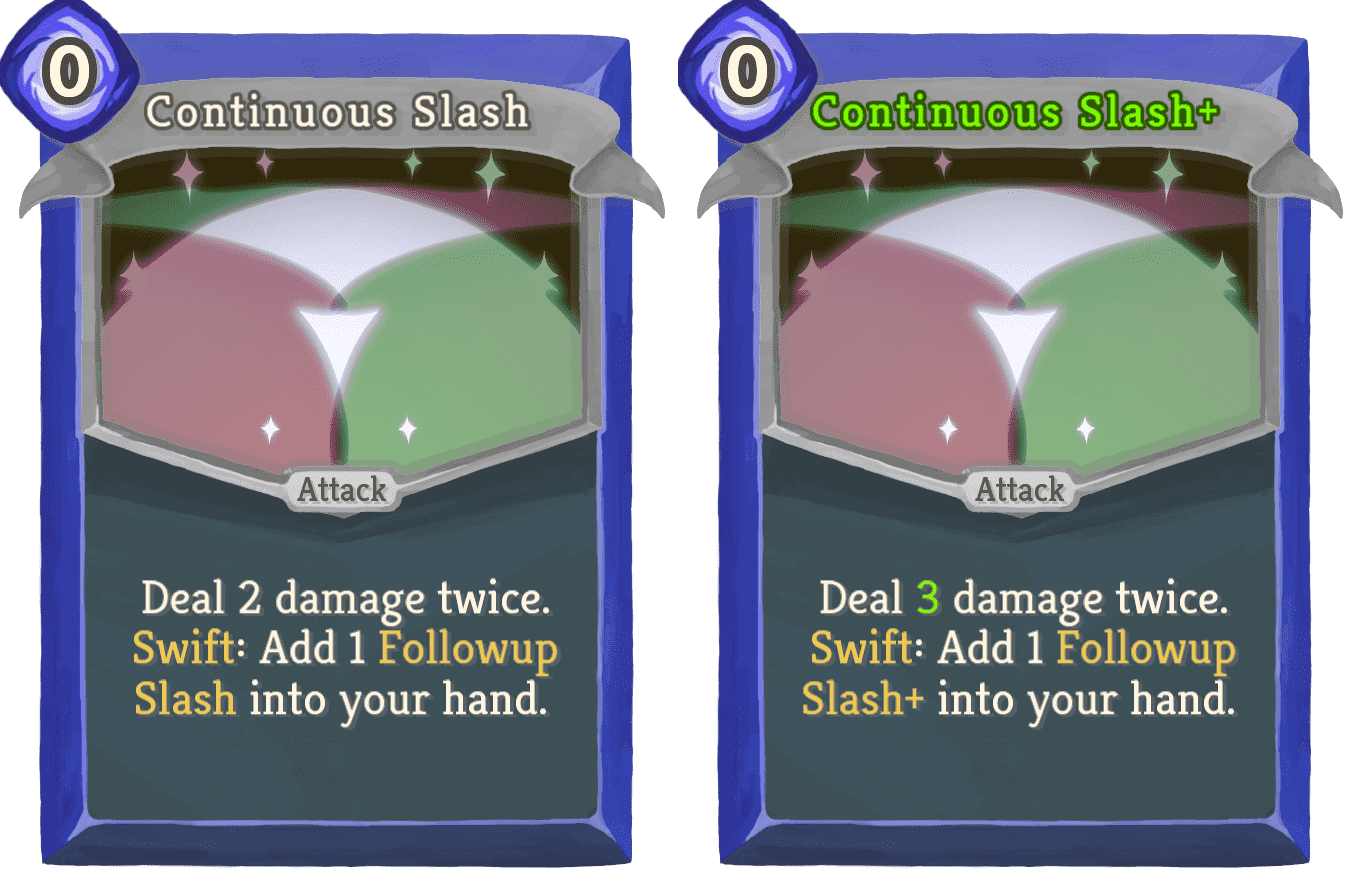 0
Continuous Slash
Attack
Deal 2 damage twice.
Swift: Add 1 Followup
Slash into your hand.
0
Continuous Slash+
Attack
Deal 3 damage twice.
Swift: Add 1 Followup
Slash+ into your hand.